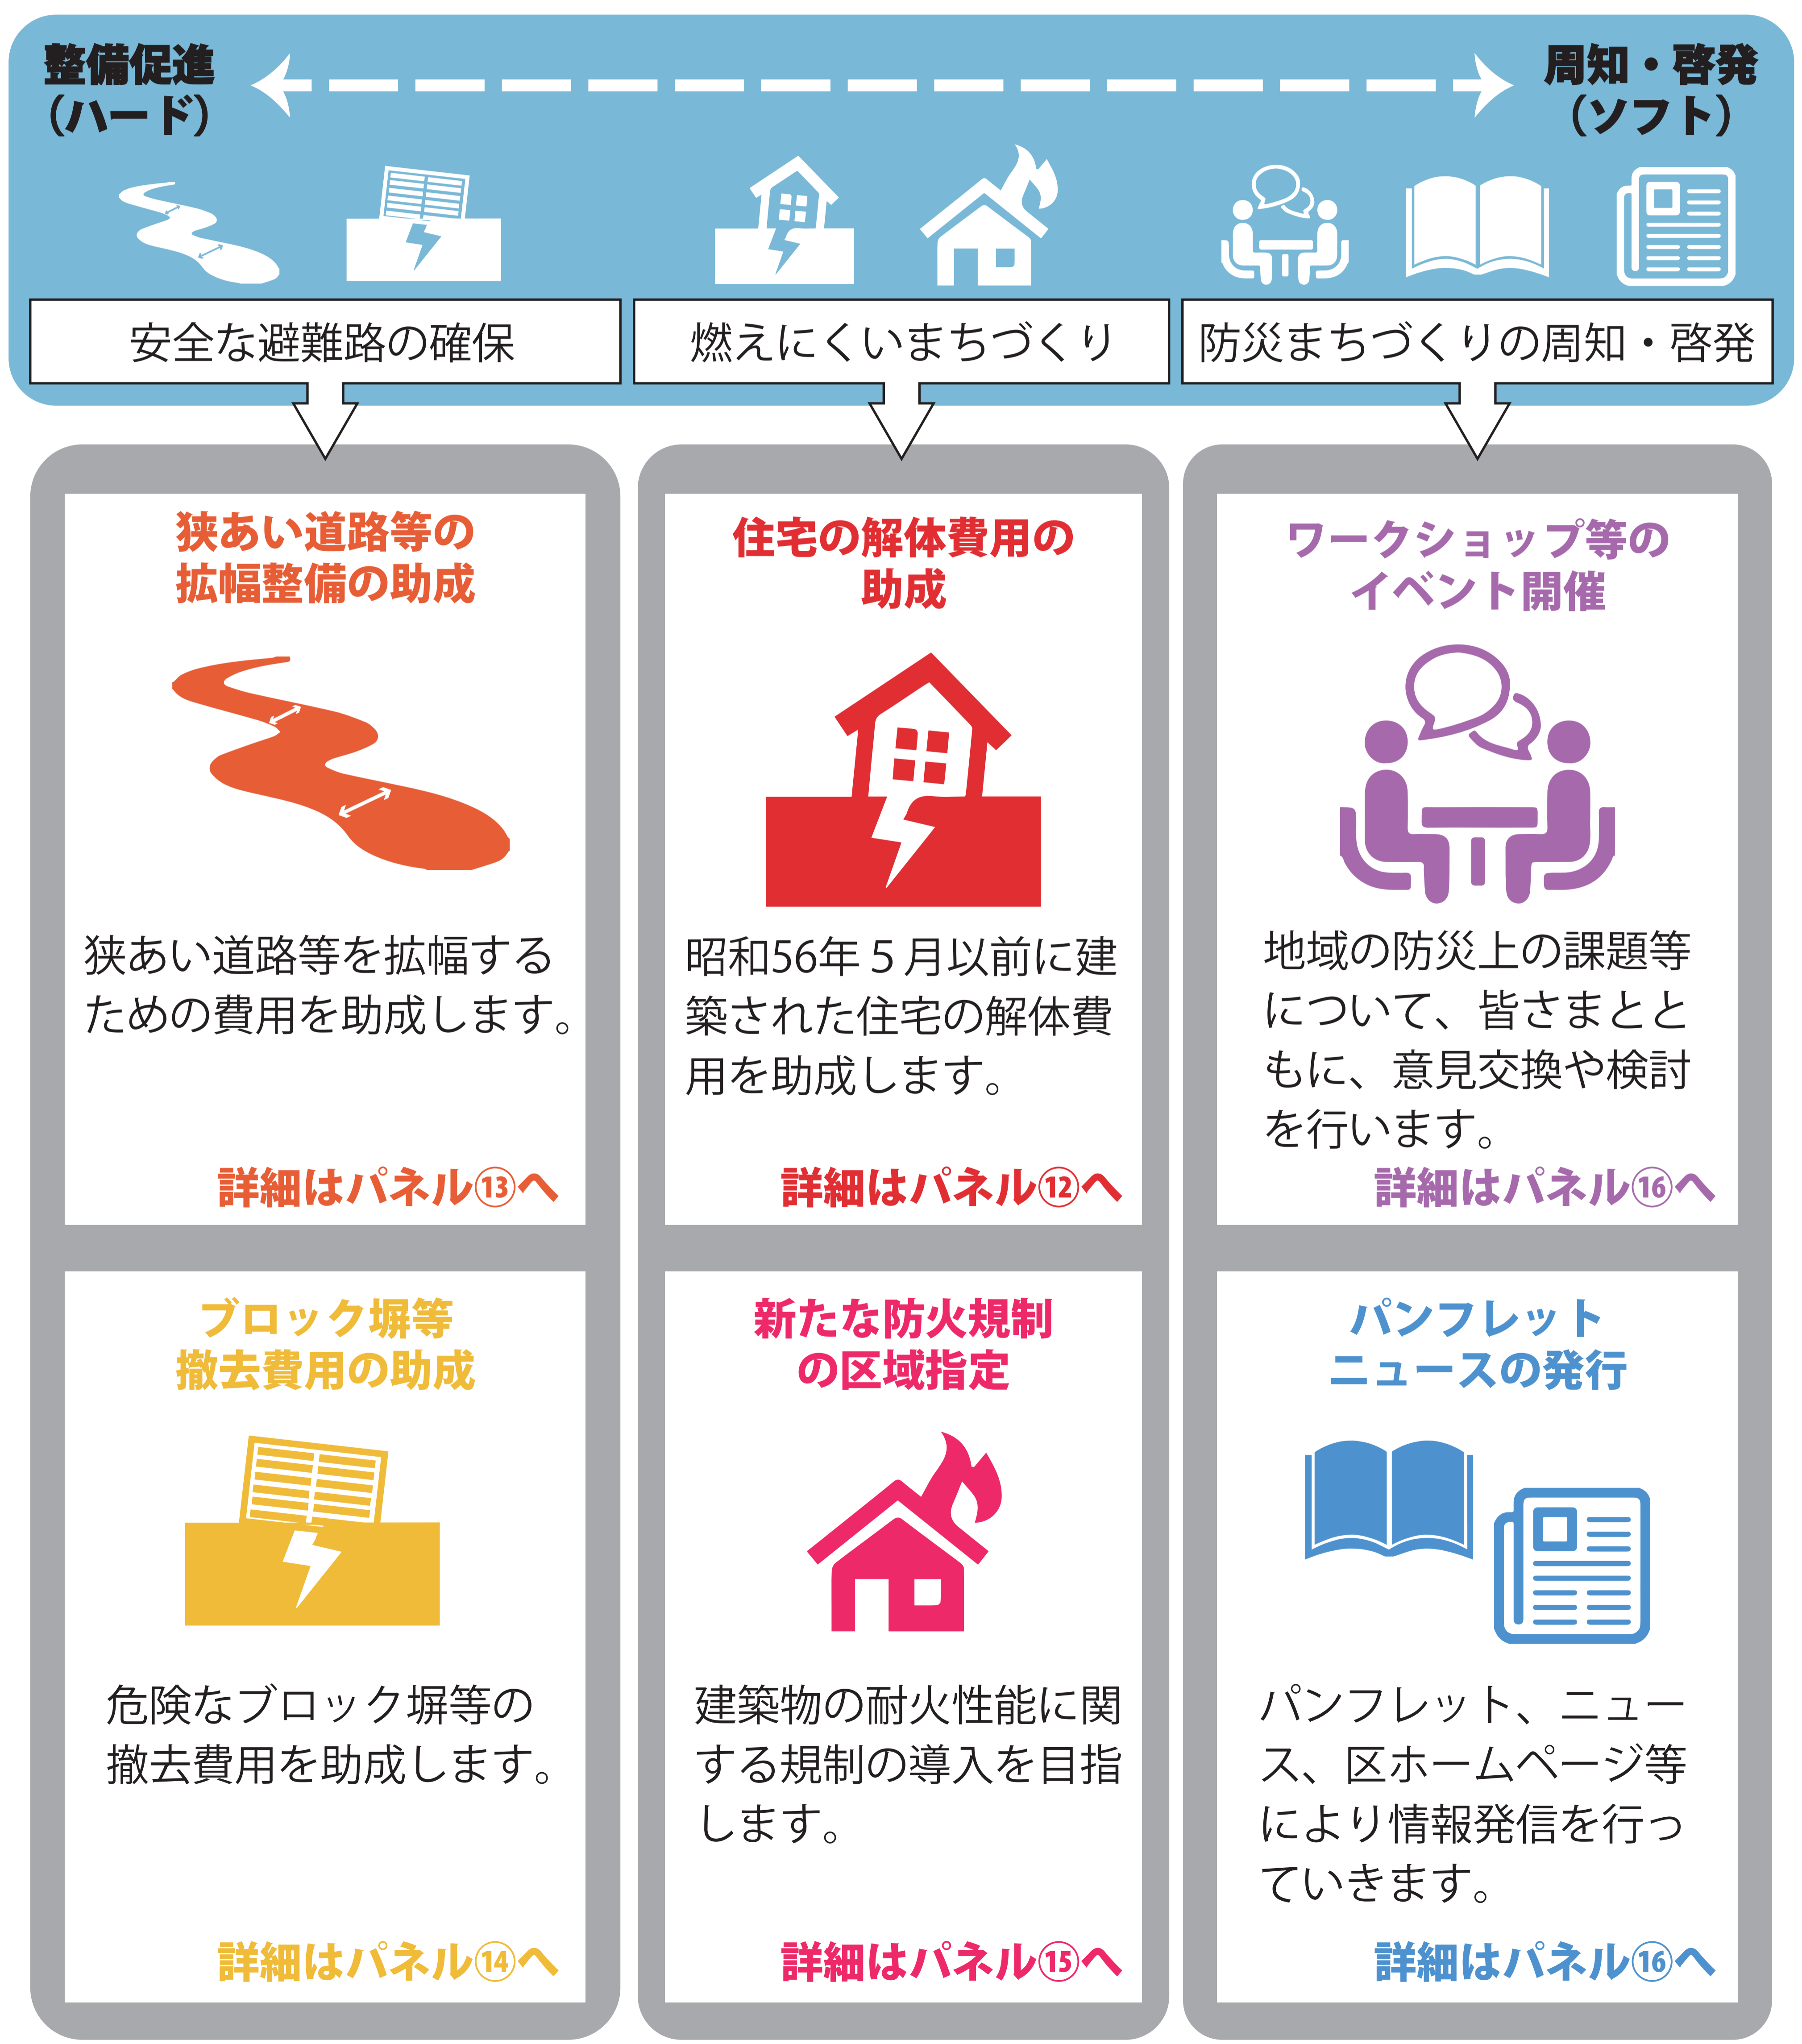 整備促進
（ハード）
周知・啓発
（ソフト）
安全な避難路の確保
燃えにくいまちづくり
防災まちづくりの周知・啓発
狭あい道路等の
拡幅整備の助成
狭あい道路等を拡幅する
ための費用を助成します。
詳細はパネル⑬へ
住宅の解体費用の
助成
昭和56年５月以前に建
築された住宅の解体費
用を助成します。
詳細はパネル⑫へ
ワークショップ等の
イベント開催
地域の防災上の課題等
について、皆さまとと
もに、意見交換や検討
を行います。
詳細はパネル⑯へ
ブロック塀等
撤去費用の助成
危険なブロック塀等の
撤去費用を助成します。
詳細はパネル⑭へ
新たな防火規制
の区域指定
建築物の耐火性能に関
する規制の導入を目指
します。
詳細はパネル⑮へ
パンフレット
ニュースの発行
パンフレット、ニュー
ス、区ホームページ等
により情報発信を行っ
ていきます。
詳細はパネル⑯へ